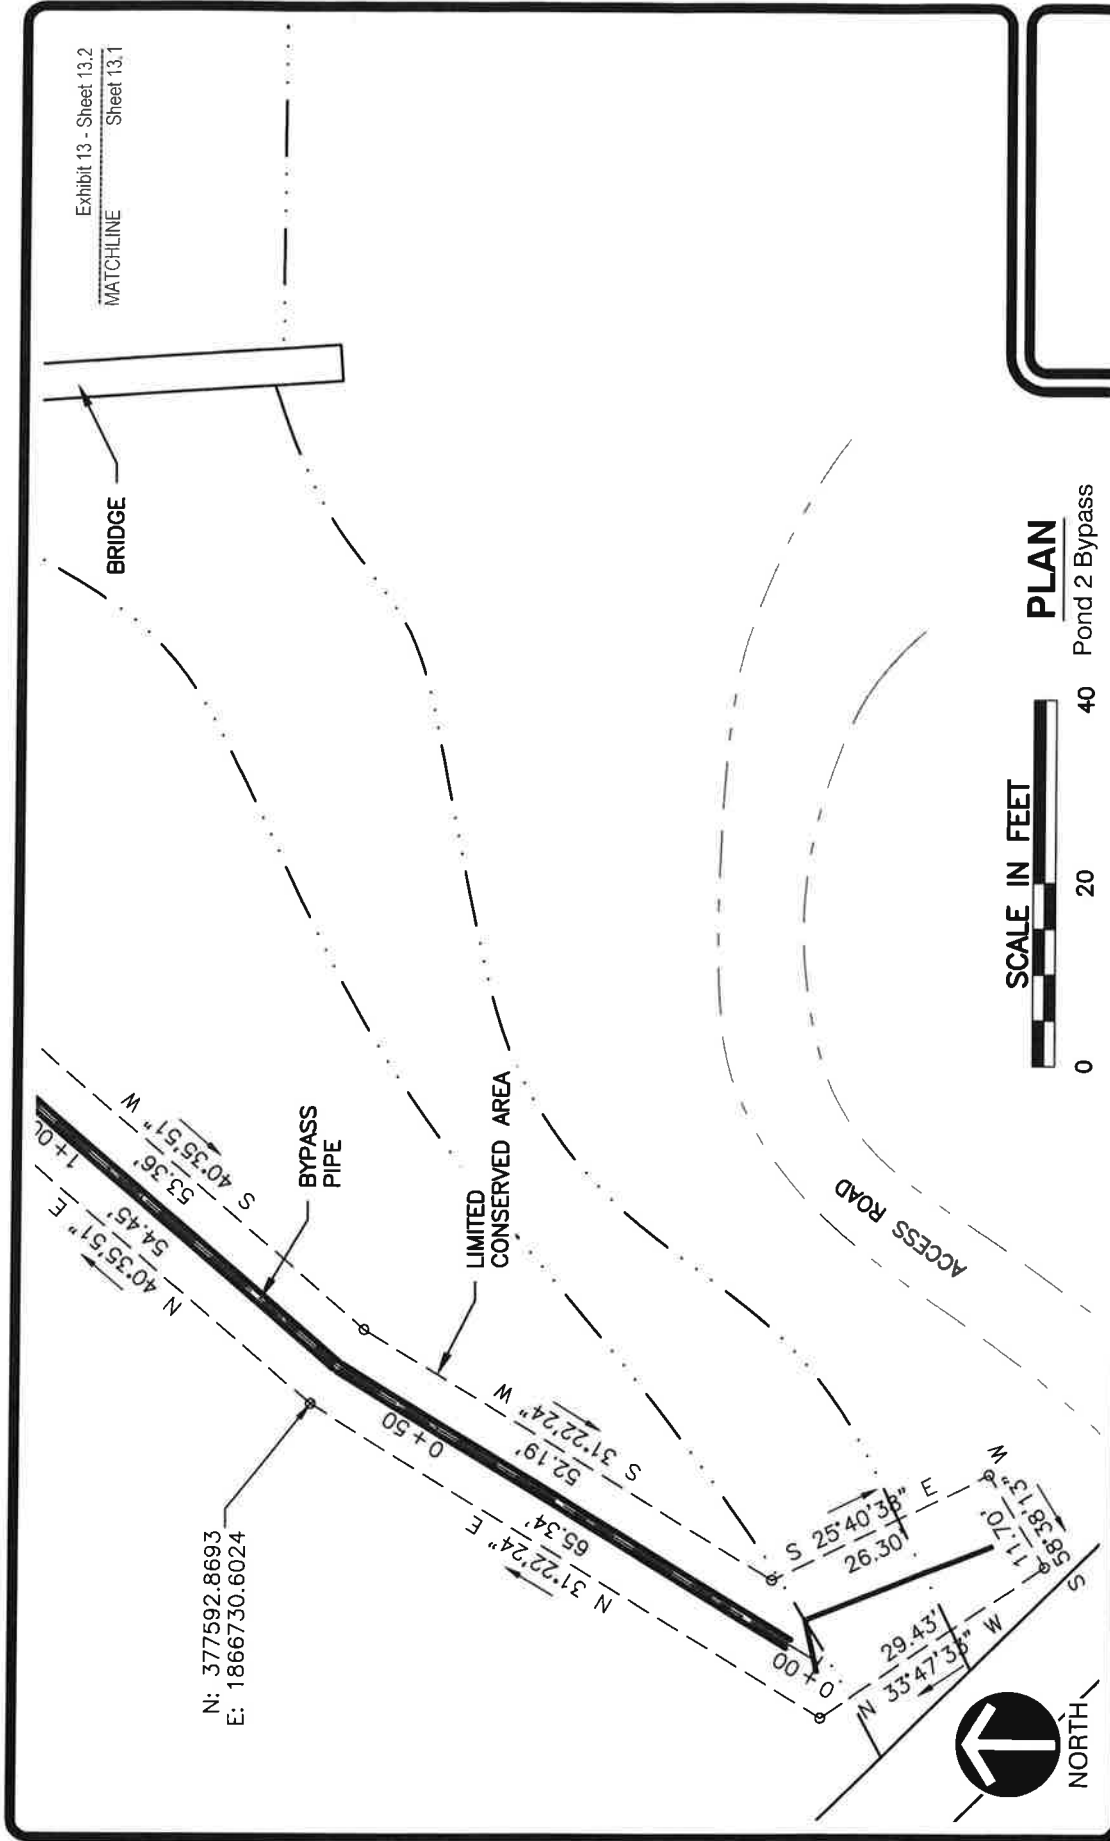 Exhibit 13 - Sheet 13.2
MATCHLINE Sheet 13.1
BRIDGE
N: 377592.8693
E: 1866730.6024
BYPASS
PIPE
LIMITED
CONSERVED AREA
N 40°35'51" E
54.45'
1+00
53.36'
S 40°35'51" W
0+50
N 31°22'24" E
65.34'
52.19'
S 31°22'24" W
0+00
S 25°40'38" E
26.30'
11.70'
S 58°38'13" W
29.43'
N 33°47'33" W
ACCESS ROAD
NORTH
SCALE IN FEET
0 20 40
PLAN
Pond 2 Bypass